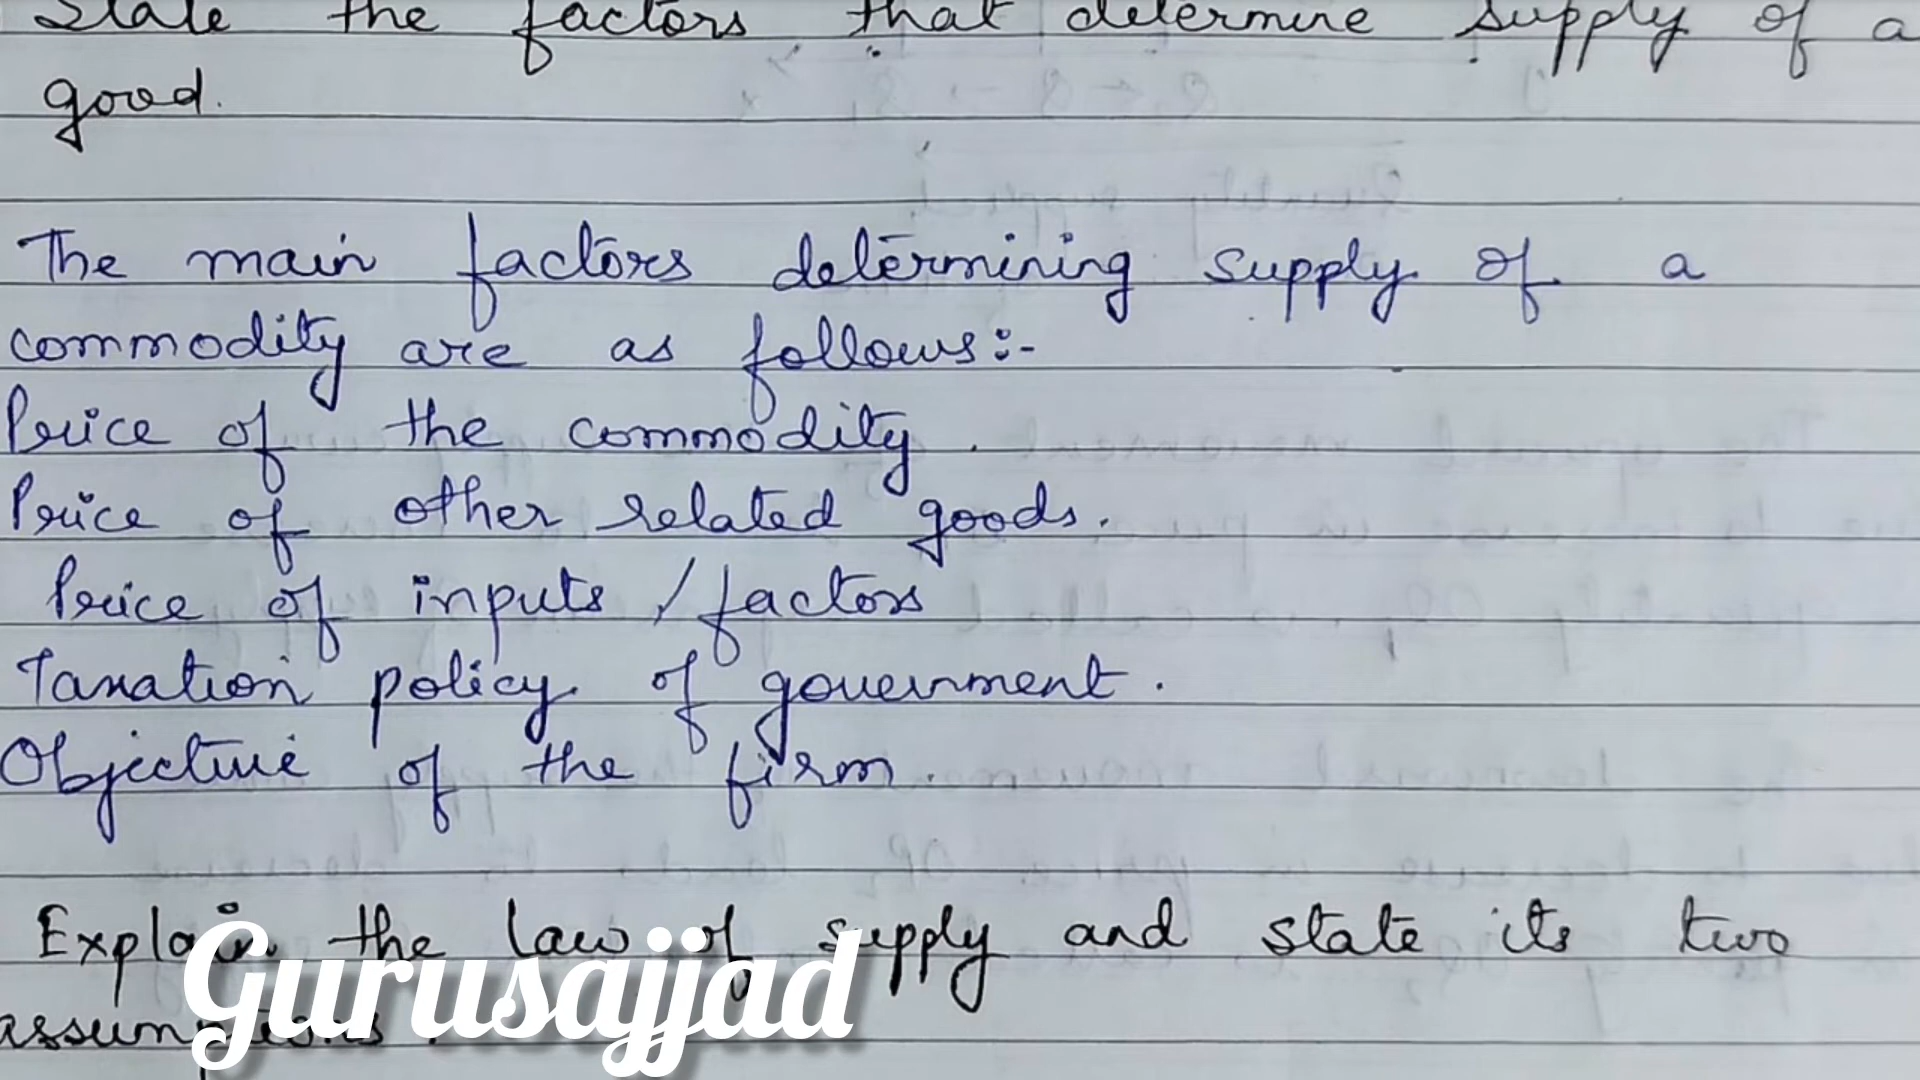 State the factors that determine supply of a
good.
The main factors determining supply of a
commodity are as follows:-
Price of the commodity.
Price of other related goods.
Price of inputs / factors
Taxation policy of government.
Objective of the firm.
Explain the law of supply and state its two
Gurusajjad
assumptions.